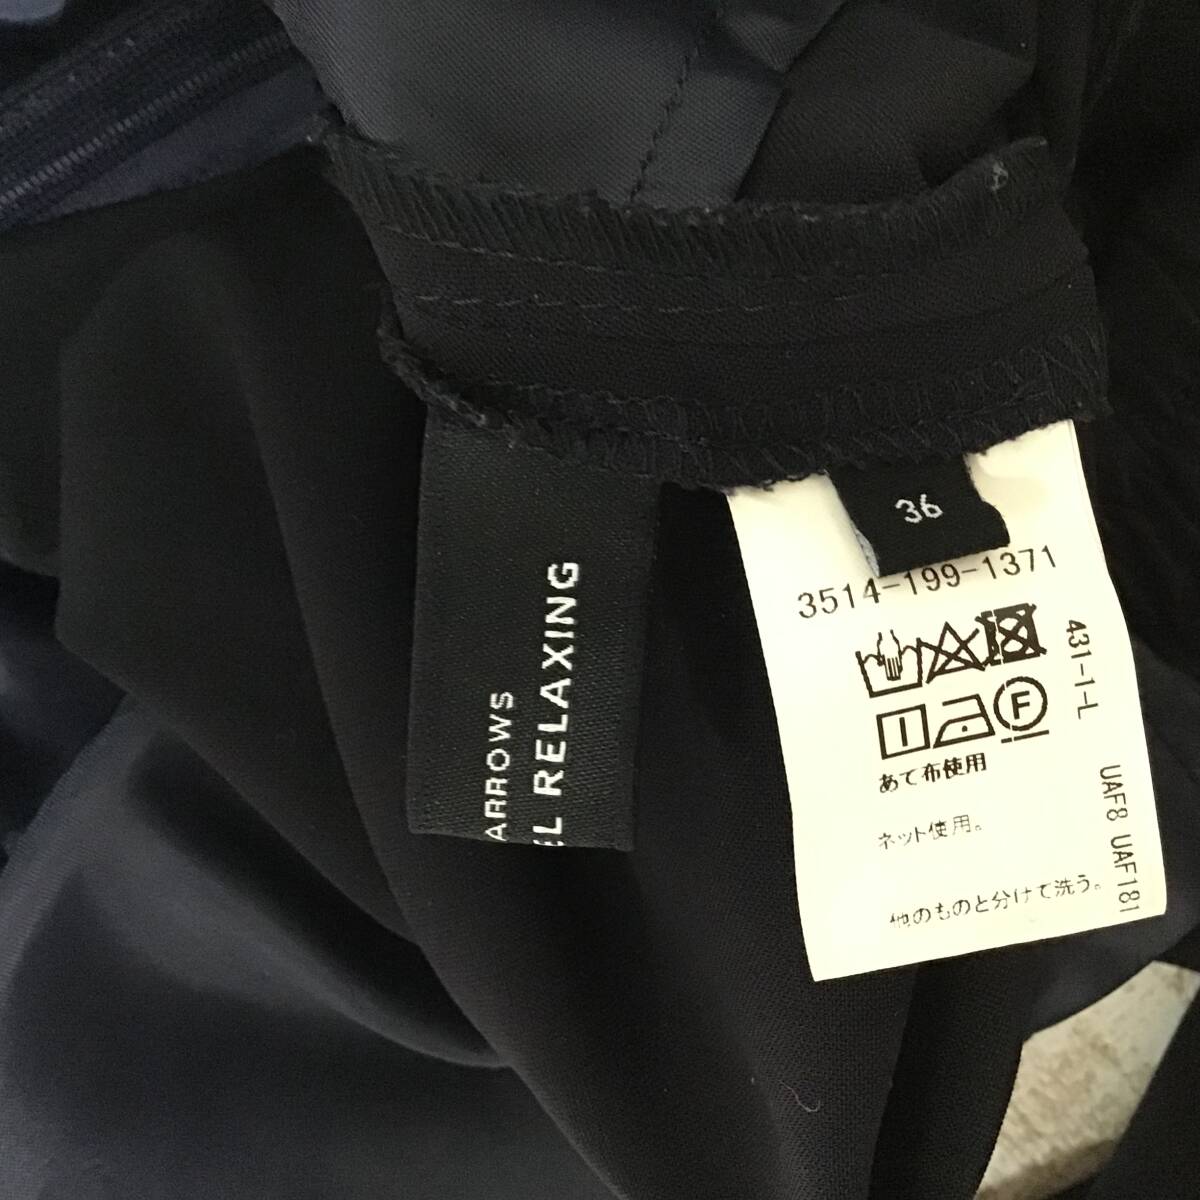 ARROWS
EL RELAXING
36
3514-199-1371
F
あて布使用
ネット使用。
他のものと分けて洗う。
431-1-L
UAF8 UAF181